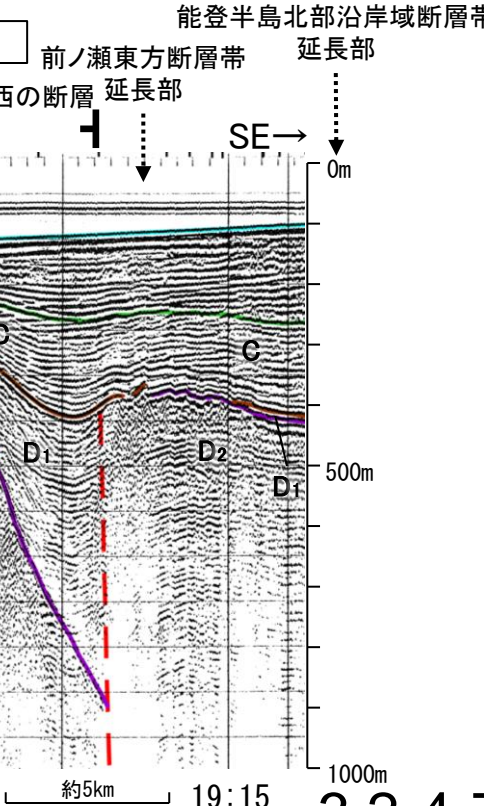 能登半島北部沿岸域断層帯
延長部
前ノ瀬東方断層帯
延長部
西の断層
SE→
0m
C
C
D1
D2
D1
500m
1000m
約5km
19:15